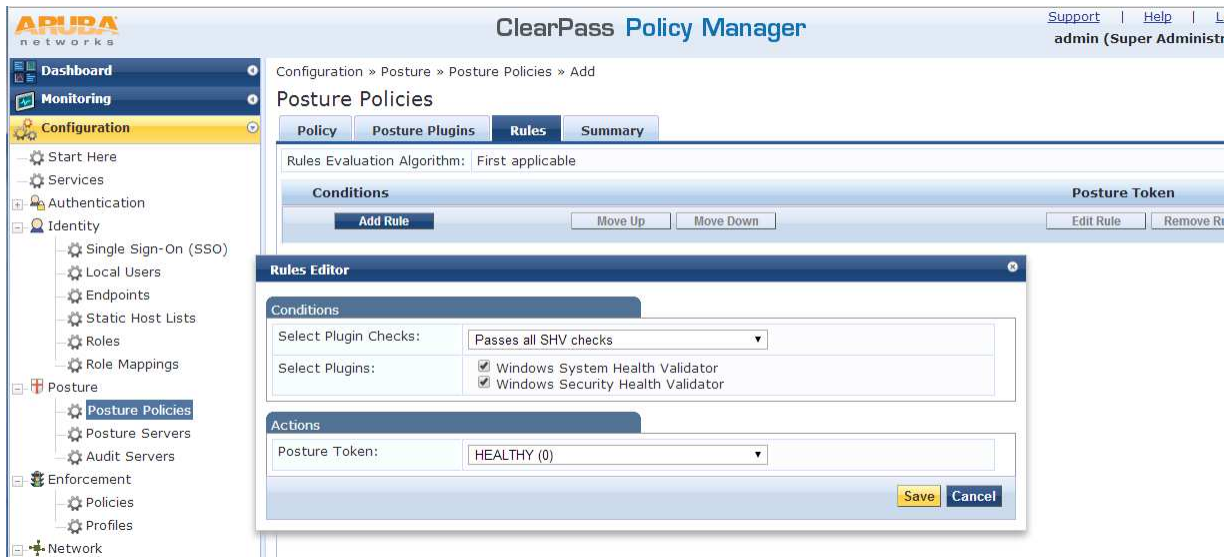 ARUBA
networks
ClearPass Policy Manager
Support | Help |
admin (Super Administr
Dashboard
Monitoring
Configuration
Start Here
Services
Authentication
Identity
Single Sign-On (SSO)
Local Users
Endpoints
Static Host Lists
Roles
Role Mappings
Posture
Posture Policies
Posture Servers
Audit Servers
Enforcement
Policies
Profiles
Network
Configuration » Posture » Posture Policies » Add
Posture Policies
Policy Posture Plugins Rules Summary
Rules Evaluation Algorithm: First applicable
Conditions Posture Token
Add Rule Move Up Move Down Edit Rule Remove Ru
Rules Editor
Conditions
Select Plugin Checks: Passes all SHV checks
Select Plugins: Windows System Health Validator
Windows Security Health Validator
Actions
Posture Token: HEALTHY (0)
Save Cancel